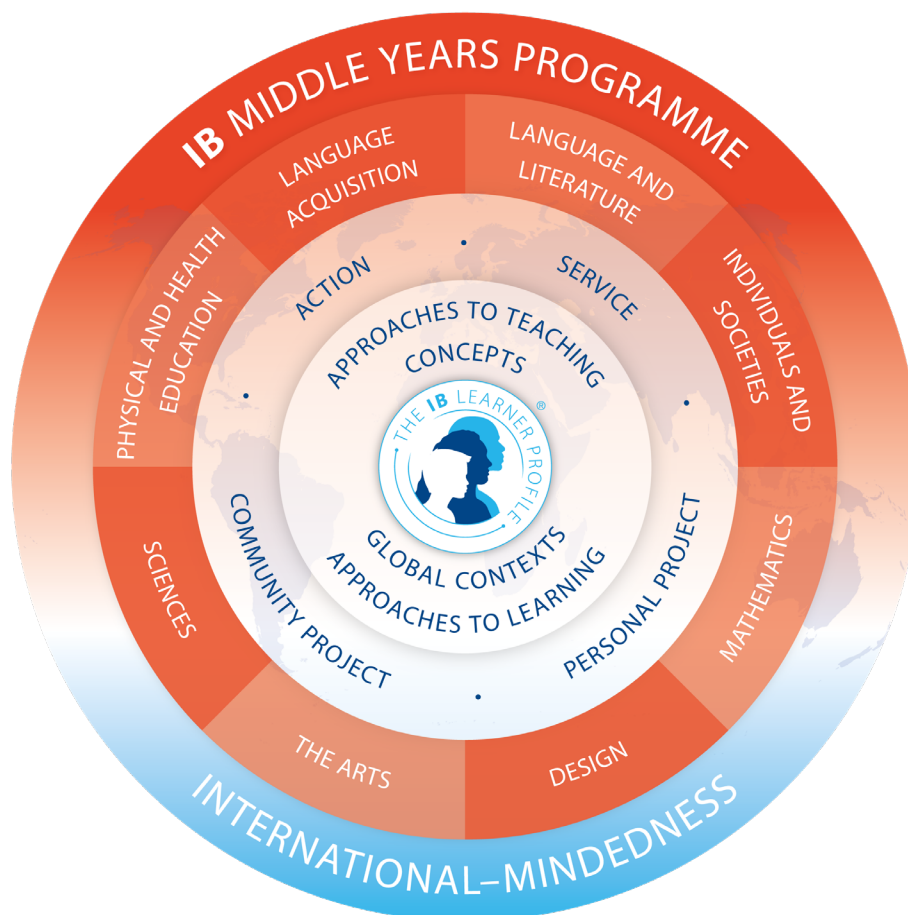 IB MIDDLE YEARS PROGRAMME
LANGUAGE
ACQUISITION
LANGUAGE AND
LITERATURE
INDIVIDUALS AND
SOCIETIES
MATHEMATICS
DESIGN
THE ARTS
SCIENCES
PHYSICAL AND HEALTH
EDUCATION
ACTION
SERVICE
PERSONAL PROJECT
COMMUNITY PROJECT
APPROACHES TO TEACHING
CONCEPTS
THE IB LEARNER PROFILE
®
GLOBAL CONTEXTS
APPROACHES TO LEARNING
INTERNATIONAL–MINDEDNESS